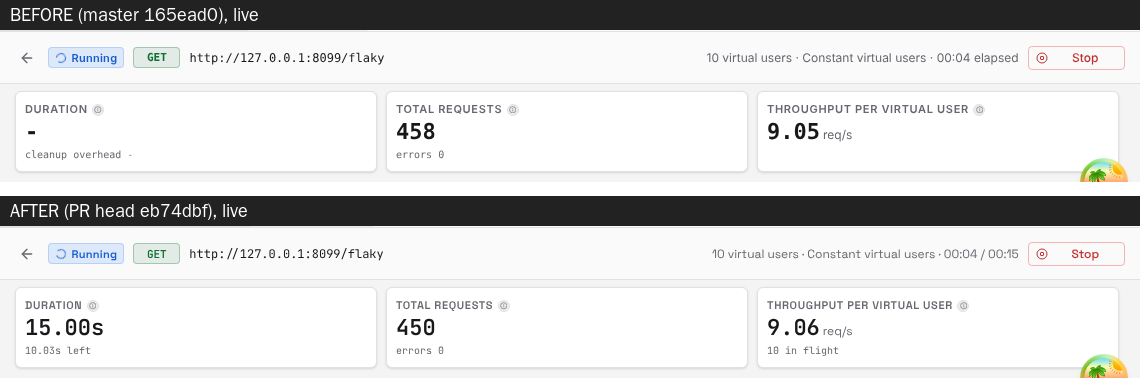 BEFORE (master 165ead0), live
Running GET http://127.0.0.1:8099/flaky 10 virtual users · Constant virtual users · 00:04 elapsed Stop
DURATION TOTAL REQUESTS THROUGHPUT PER VIRTUAL USER
- 458 9.05 req/s
cleanup overhead - errors 0
AFTER (PR head eb74dbf), live
Running GET http://127.0.0.1:8099/flaky 10 virtual users · Constant virtual users · 00:04 / 00:15 Stop
DURATION TOTAL REQUESTS THROUGHPUT PER VIRTUAL USER
15.00s 450 9.06 req/s
10.03s left errors 0 10 in flight